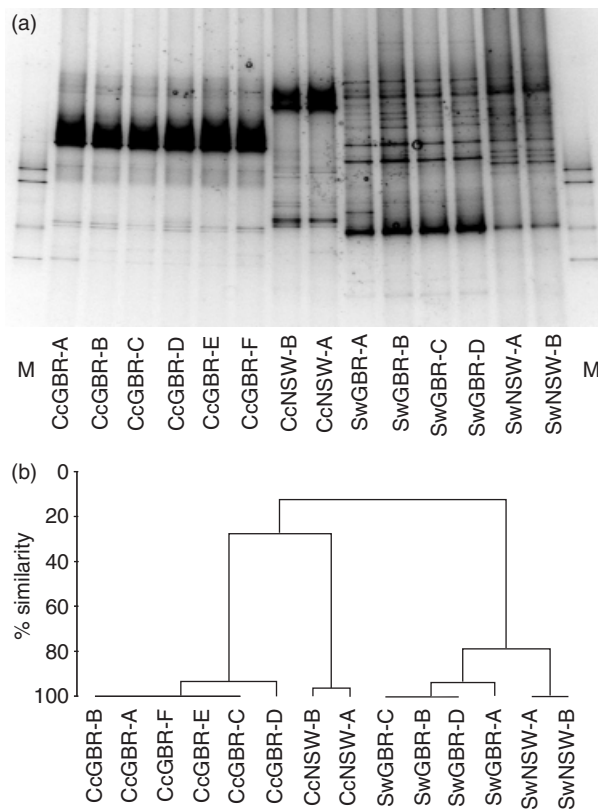 (a)
M
CcGBR-A
CcGBR-B
CcGBR-C
CcGBR-D
CcGBR-E
CcGBR-F
CcNSW-B
CcNSW-A
SwGBR-A
SwGBR-B
SwGBR-C
SwGBR-D
SwNSW-A
SwNSW-B
M
(b)
% similarity
0
20
40
60
80
100
CcGBR-B
CcGBR-A
CcGBR-F
CcGBR-E
CcGBR-C
CcGBR-D
CcNSW-B
CcNSW-A
SwGBR-C
SwGBR-B
SwGBR-D
SwGBR-A
SwNSW-A
SwNSW-B